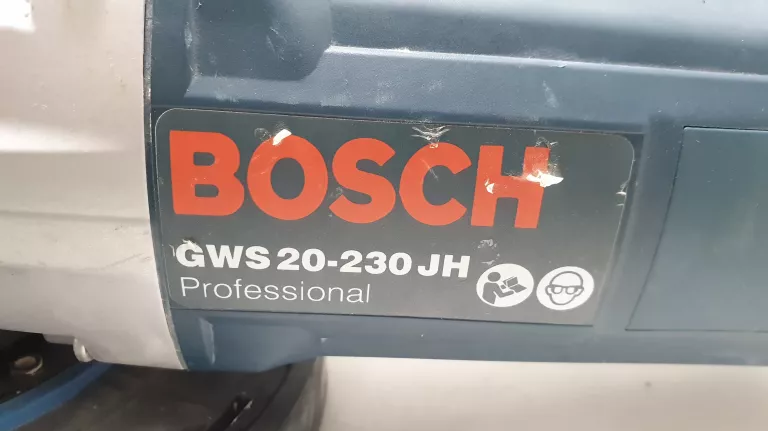 BOSCH
GWS 20-230 JH
Professional